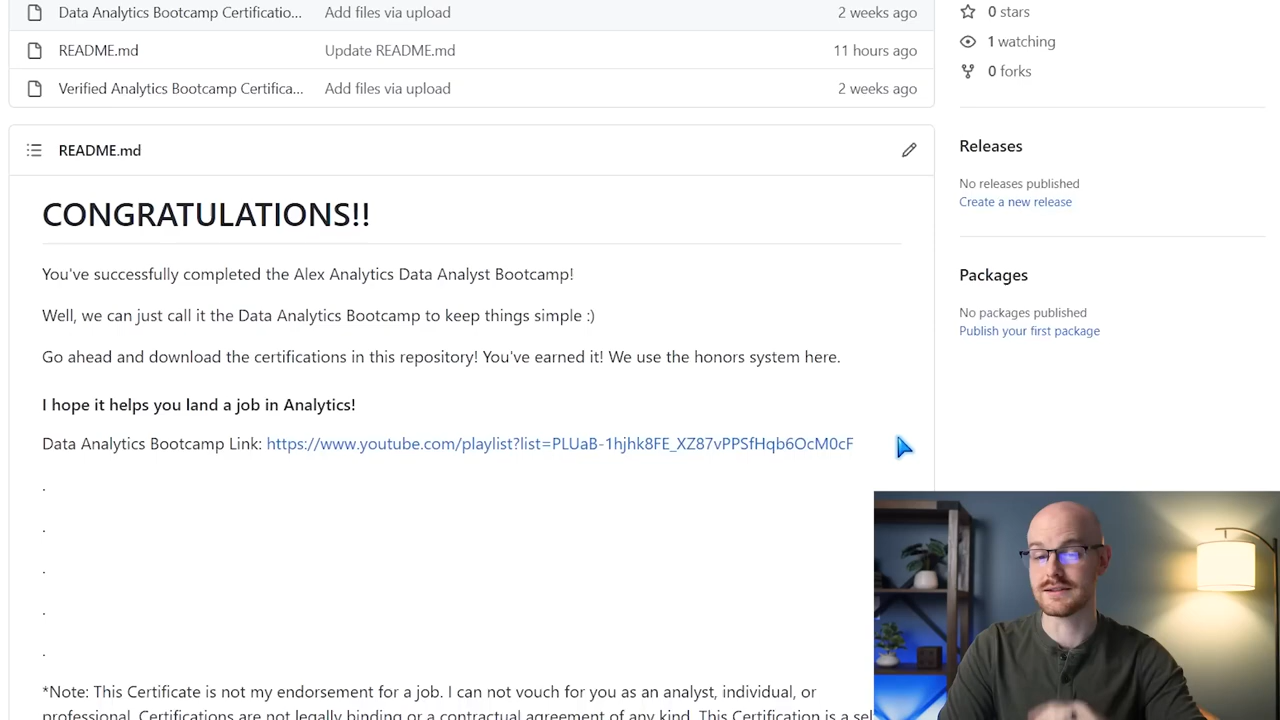 Data Analytics Bootcamp Certificatio... Add files via upload 2 weeks ago
README.md Update README.md 11 hours ago
Verified Analytics Bootcamp Certifica... Add files via upload 2 weeks ago
README.md
CONGRATULATIONS!!
You've successfully completed the Alex Analytics Data Analyst Bootcamp!
Well, we can just call it the Data Analytics Bootcamp to keep things simple :)
Go ahead and download the certifications in this repository! You've earned it! We use the honors system here.
I hope it helps you land a job in Analytics!
Data Analytics Bootcamp Link: https://www.youtube.com/playlist?list=PLUaB-1hjhk8FE_XZ87vPPSfHqb6OcM0cF
.
.
.
.
.
*Note: This Certificate is not my endorsement for a job. I can not vouch for you as an analyst, individual, or
professional. Certifications are not legally binding or a contractual agreement of any kind. This Certification is a sel
0 stars
1 watching
0 forks
Releases
No releases published
Create a new release
Packages
No packages published
Publish your first package